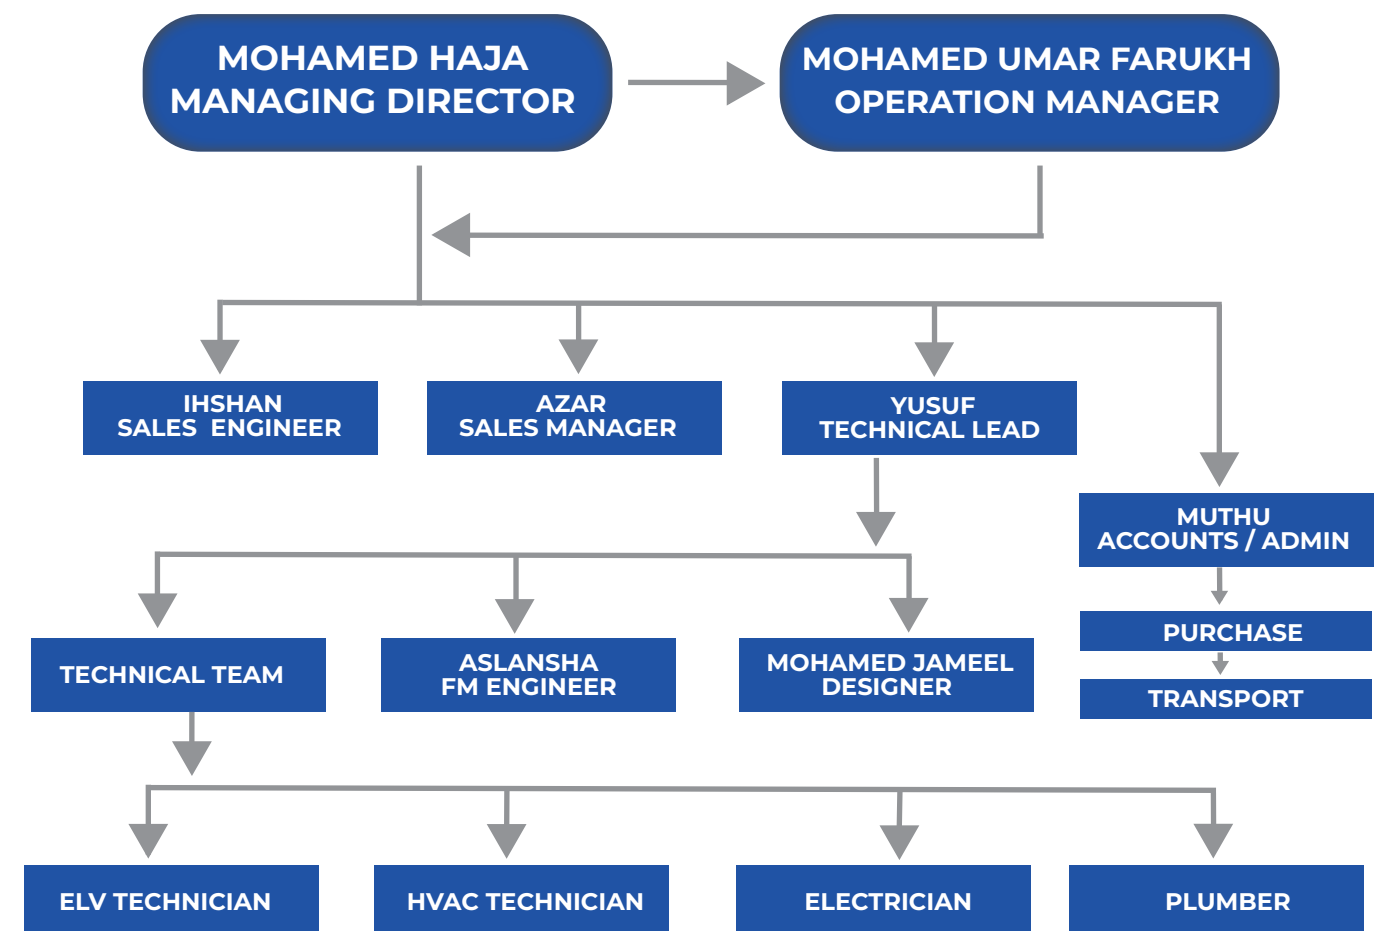 MOHAMED HAJA
MANAGING DIRECTOR
MOHAMED UMAR FARUKH
OPERATION MANAGER
IHSHAN
SALES ENGINEER
AZAR
SALES MANAGER
YUSUF
TECHNICAL LEAD
MUTHU
ACCOUNTS / ADMIN
PURCHASE
TRANSPORT
TECHNICAL TEAM
ASLANSHA
FM ENGINEER
MOHAMED JAMEEL
DESIGNER
ELV TECHNICIAN
HVAC TECHNICIAN
ELECTRICIAN
PLUMBER